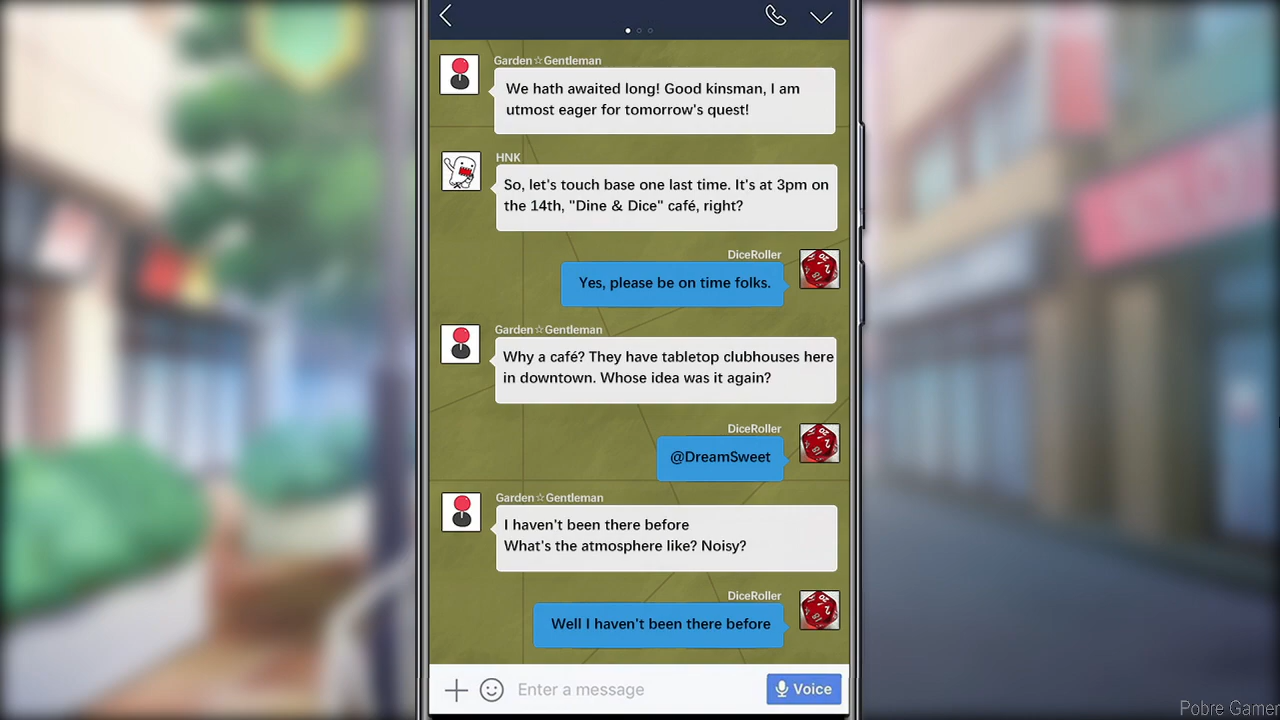 Garden☆Gentleman
We hath awaited long! Good kinsman, I am
utmost eager for tomorrow's quest!
HNK
So, let's touch base one last time. It's at 3pm on
the 14th, "Dine & Dice" café, right?
DiceRoller
Yes, please be on time folks.
Garden☆Gentleman
Why a café? They have tabletop clubhouses here
in downtown. Whose idea was it again?
DiceRoller
@DreamSweet
Garden☆Gentleman
I haven't been there before
What's the atmosphere like? Noisy?
DiceRoller
Well I haven't been there before
Enter a message
Voice
Pobre Gamer